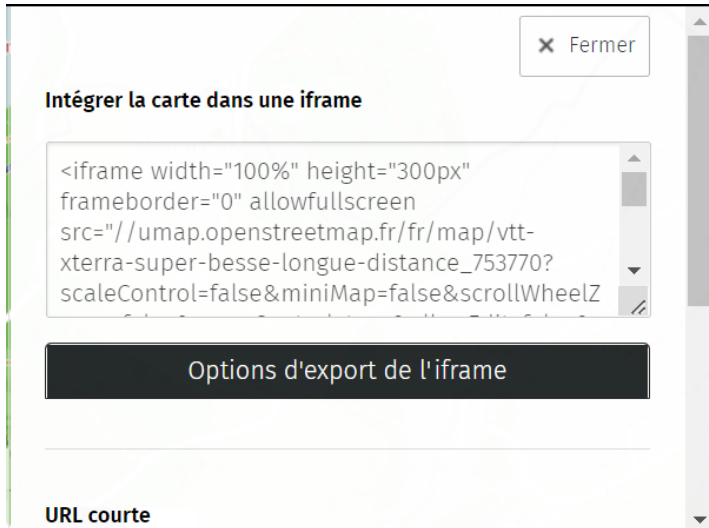 × Fermer
Intégrer la carte dans une iframe
<iframe width="100%" height="300px"
frameborder="0" allowfullscreen
src="//umap.openstreetmap.fr/fr/map/vtt-
xterra-super-besse-longue-distance_753770?
scaleControl=false&miniMap=false&scrollWheelZ
Options d'export de l'iframe
URL courte